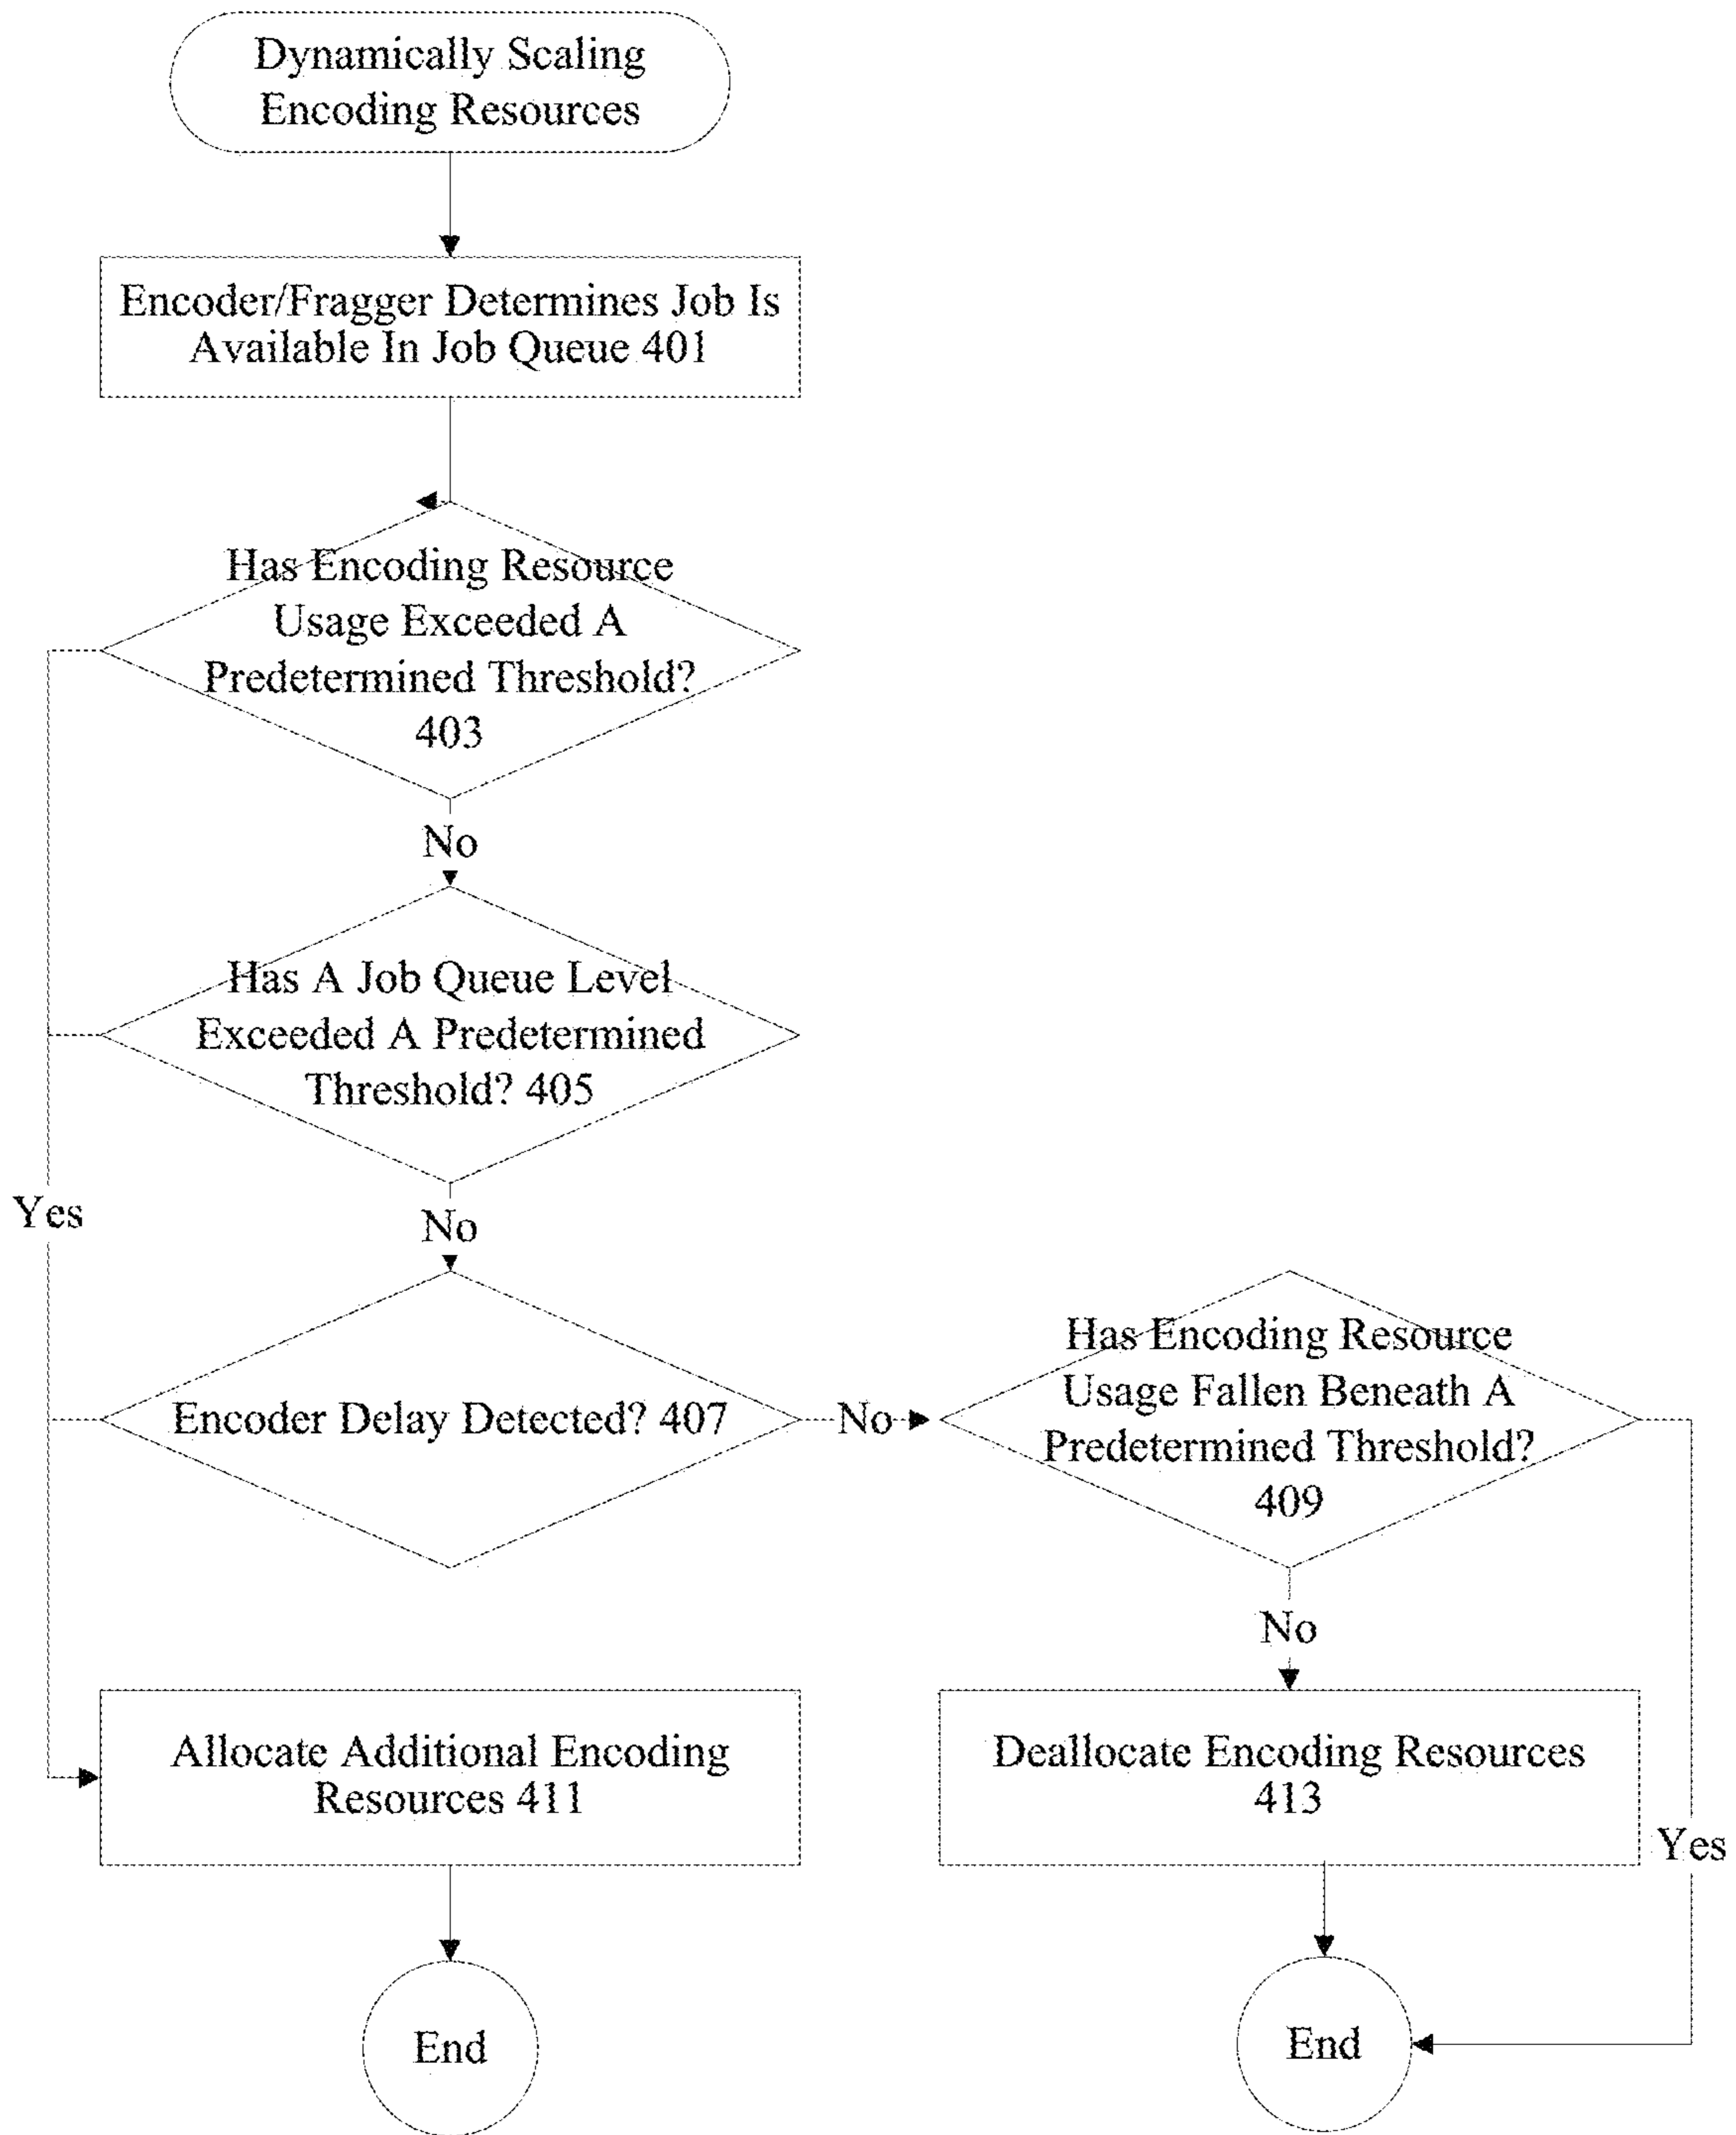 Dynamically Scaling
Encoding Resources
Encoder/Fragger Determines Job Is
Available In Job Queue 401
Has Encoding Resource
Usage Exceeded A
Predetermined Threshold?
403
No
Has A Job Queue Level
Exceeded A Predetermined
Threshold? 405
Yes
No
Encoder Delay Detected? 407
No
Has Encoding Resource
Usage Fallen Beneath A
Predetermined Threshold?
409
No
Allocate Additional Encoding
Resources 411
Deallocate Encoding Resources
413
Yes
End
End